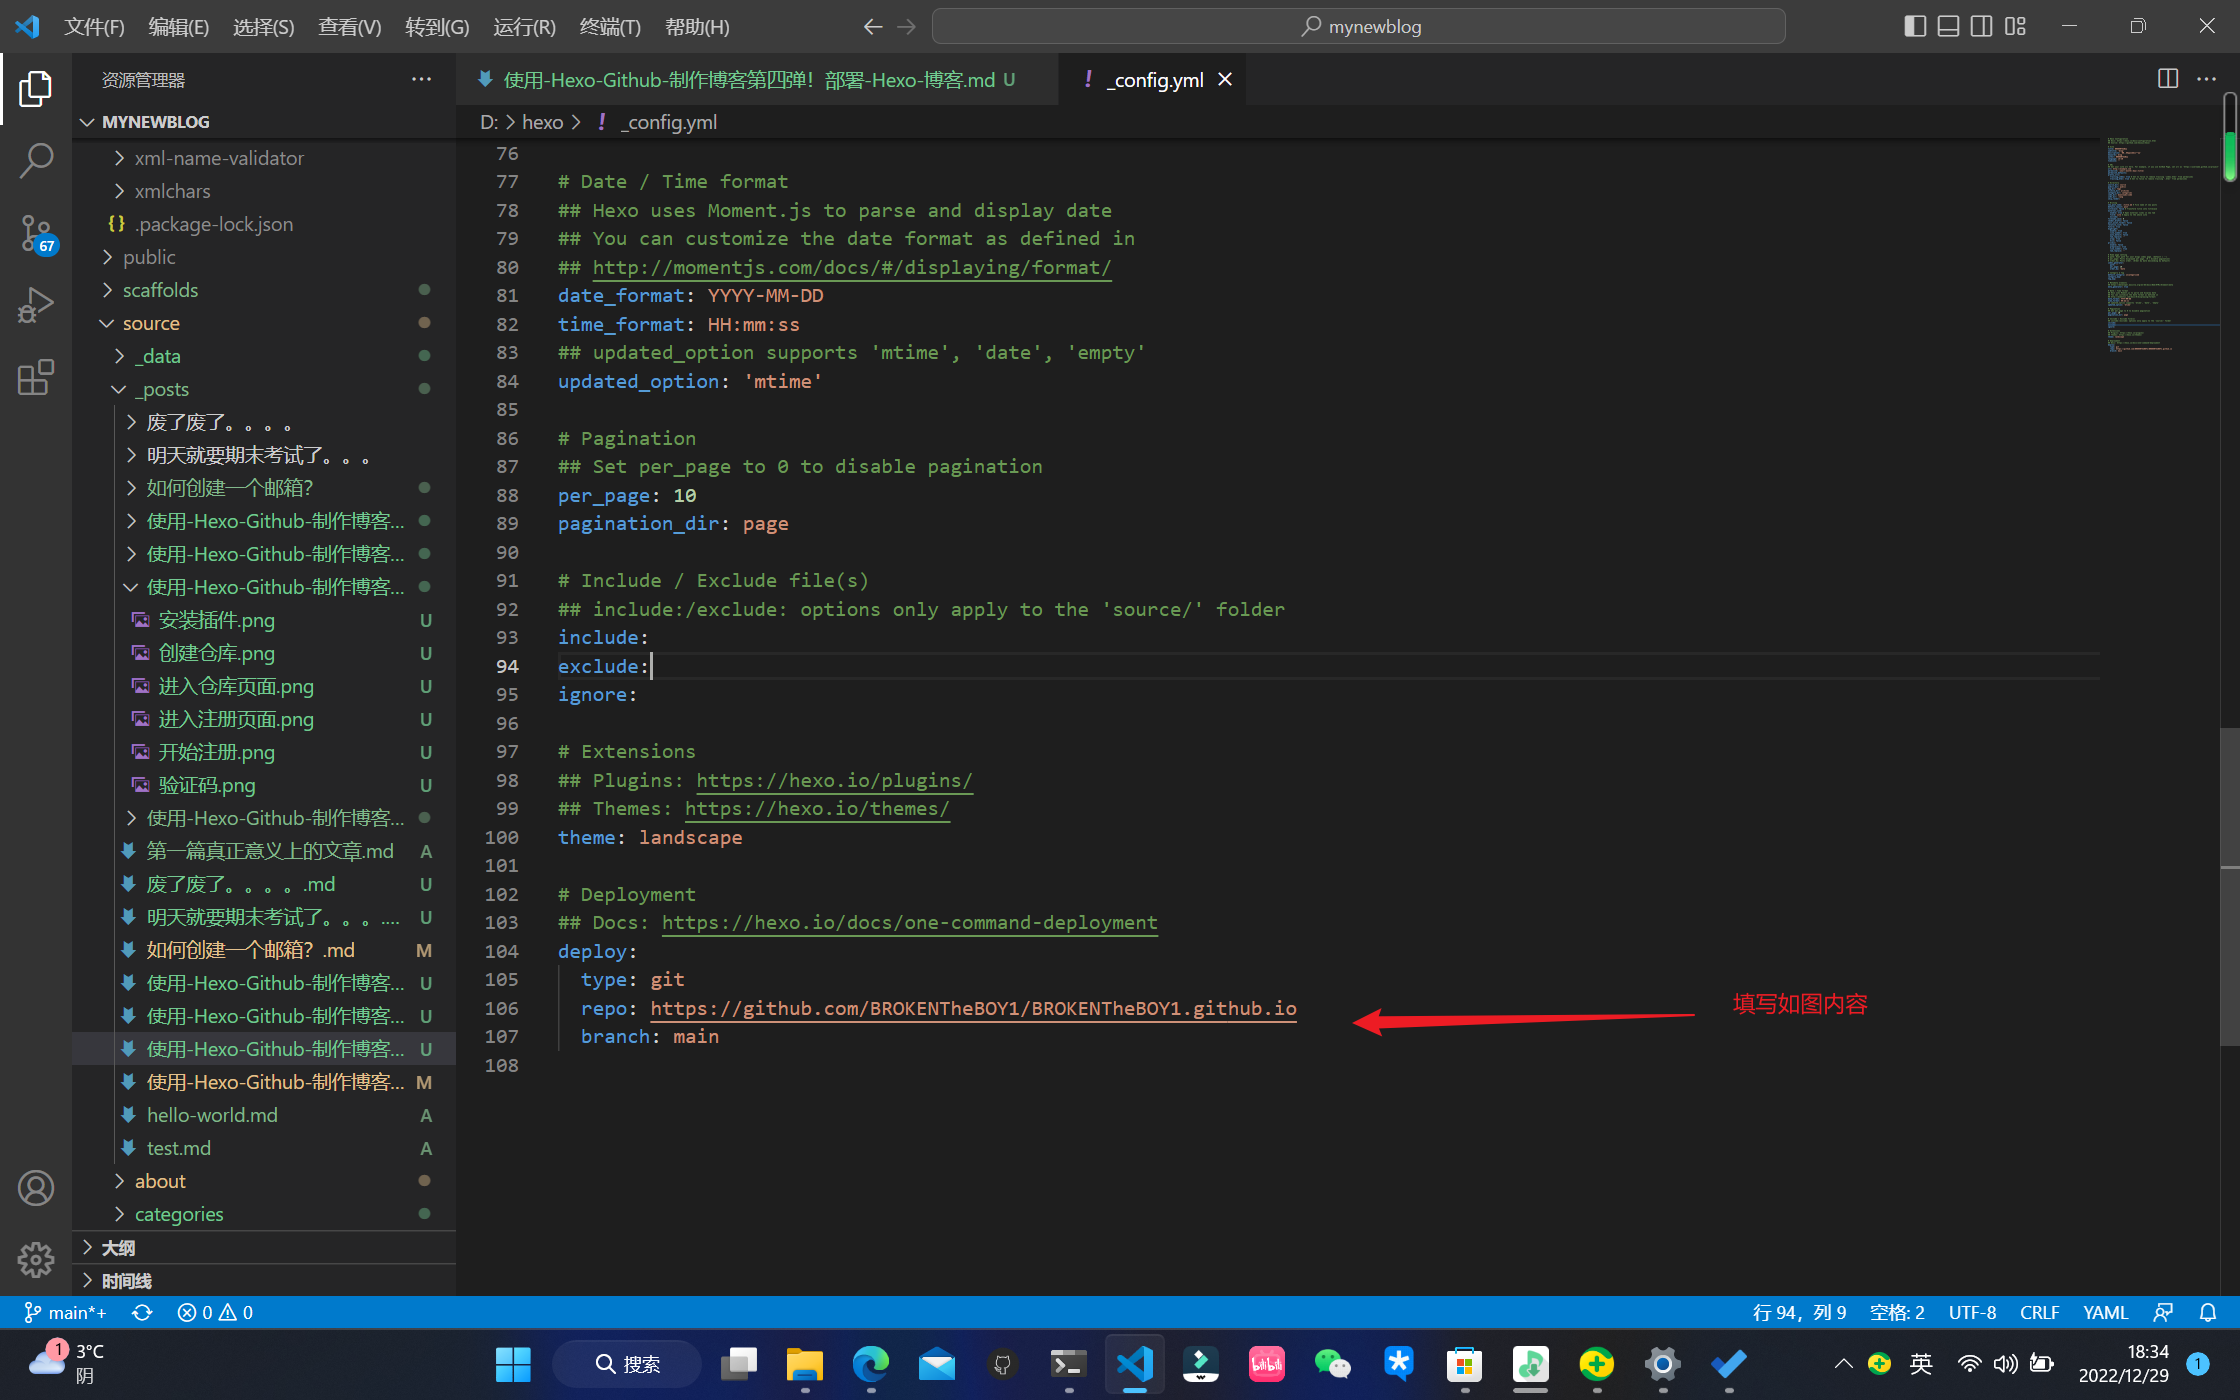 文件(F) 编辑(E) 选择(S) 查看(V) 转到(G) 运行(R) 终端(T) 帮助(H) mynewblog
资源管理器
MYNEWBLOG
xml-name-validator
xmlchars
{} .package-lock.json
67
public
scaffolds
source
_data
_posts
废了废了。。。。
明天就要期末考试了。。。
如何创建一个邮箱?
使用-Hexo-Github-制作博客...
使用-Hexo-Github-制作博客...
使用-Hexo-Github-制作博客...
安装插件.png U
创建仓库.png U
进入仓库页面.png U
进入注册页面.png U
开始注册.png U
验证码.png U
使用-Hexo-Github-制作博客...
第一篇真正意义上的文章.md A
废了废了。。。。.md U
明天就要期末考试了。。。.... U
如何创建一个邮箱? .md M
使用-Hexo-Github-制作博客... U
使用-Hexo-Github-制作博客... U
使用-Hexo-Github-制作博客... U
使用-Hexo-Github-制作博客... M
hello-world.md A
test.md A
about
categories
大纲
时间线
使用-Hexo-Github-制作博客第四弹! 部署-Hexo-博客.md U
! _config.yml
D: > hexo > ! _config.yml
76
77 # Date / Time format
78 ## Hexo uses Moment.js to parse and display date
79 ## You can customize the date format as defined in
80 ## http://momentjs.com/docs/#/displaying/format/
81 date_format: YYYY-MM-DD
82 time_format: HH:mm:ss
83 ## updated_option supports 'mtime', 'date', 'empty'
84 updated_option: 'mtime'
85
86 # Pagination
87 ## Set per_page to 0 to disable pagination
88 per_page: 10
89 pagination_dir: page
90
91 # Include / Exclude file(s)
92 ## include:/exclude: options only apply to the 'source/' folder
93 include:
94 exclude:
95 ignore:
96
97 # Extensions
98 ## Plugins: https://hexo.io/plugins/
99 ## Themes: https://hexo.io/themes/
100 theme: landscape
101
102 # Deployment
103 ## Docs: https://hexo.io/docs/one-command-deployment
104 deploy:
105 type: git
106 repo: https://github.com/BROKENTheBOY1/BROKENTheBOY1.github.io
107 branch: main
108
填写如图内容
main*+ 0 0
行 94, 列 9 空格: 2 UTF-8 CRLF YAML
1 3°C
阴
搜索
bilibili
英
18:34
2022/12/29
1